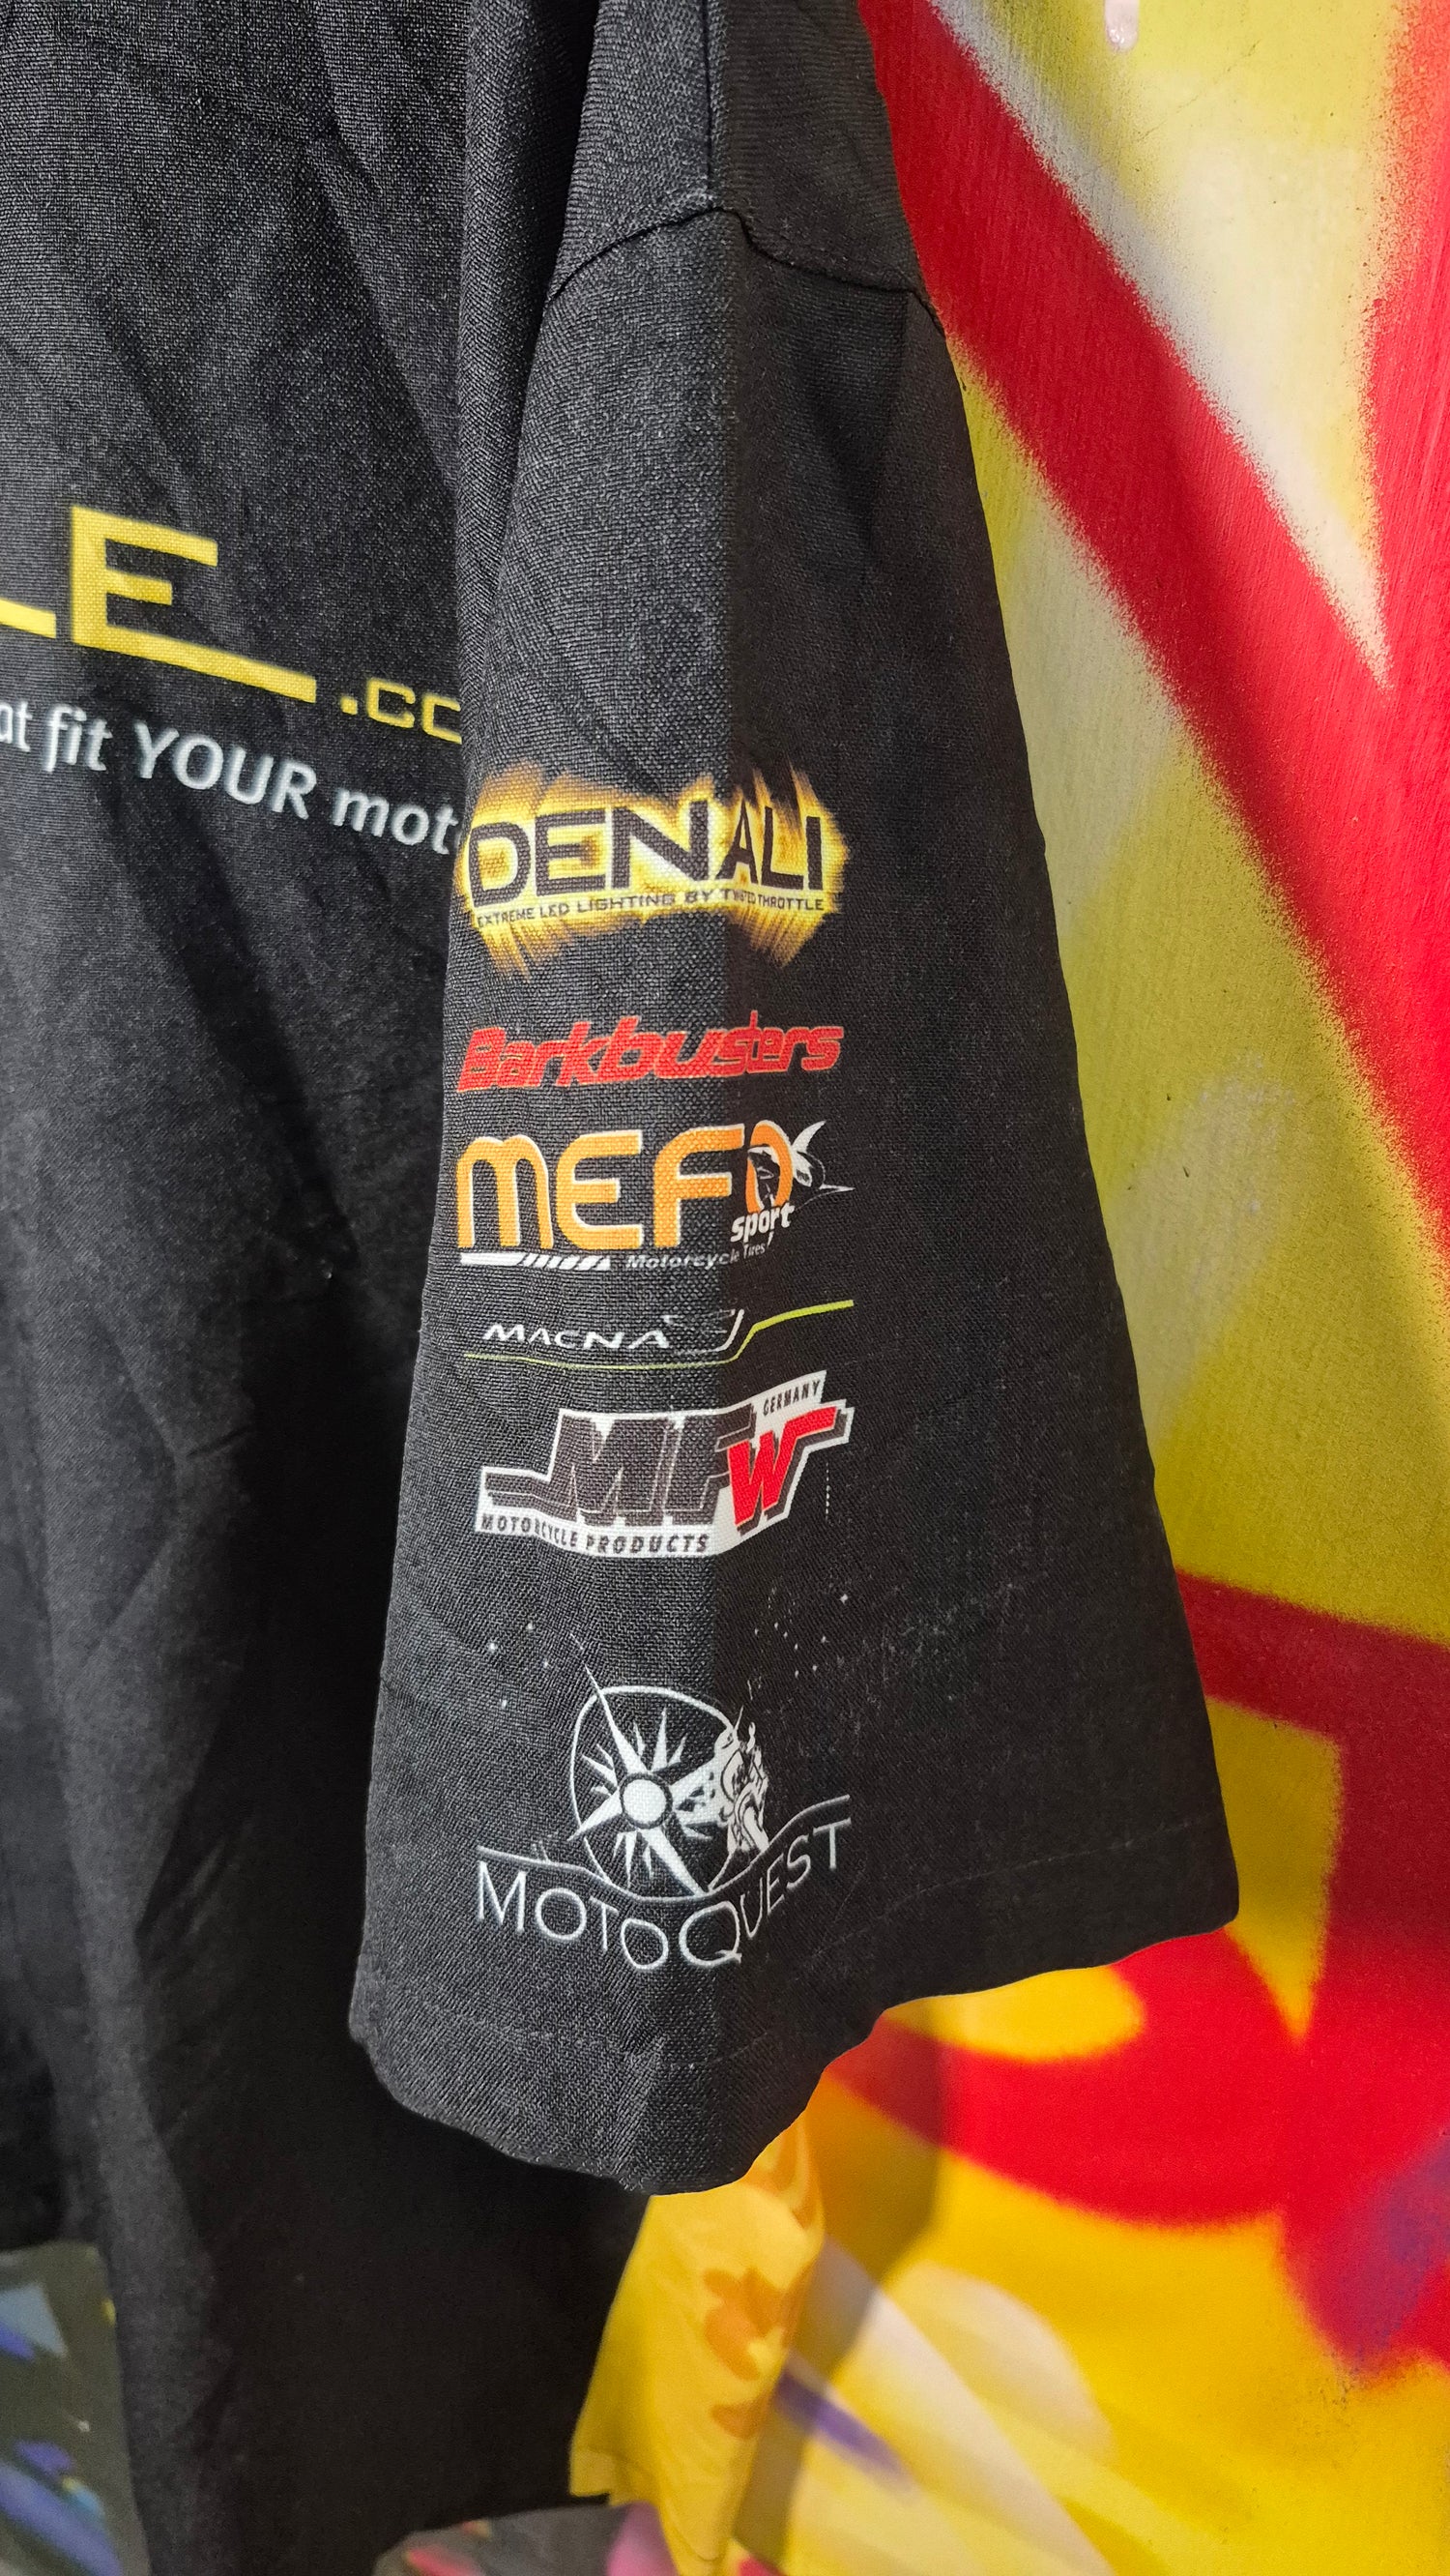 LE.co
at fit YOUR mot
DENALI
EXTREME LED LIGHTING BY TWISTED THROTTLE
Barkbusters
MEFO
sport
Motorcycle Tires
MACNA
GERMANY
MFW
MOTORCYCLE PRODUCTS
MOTOQUEST